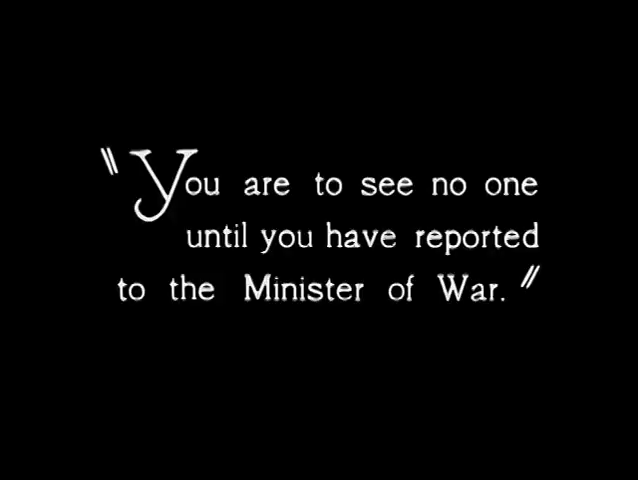 "You are to see no one
until you have reported
to the Minister of War."